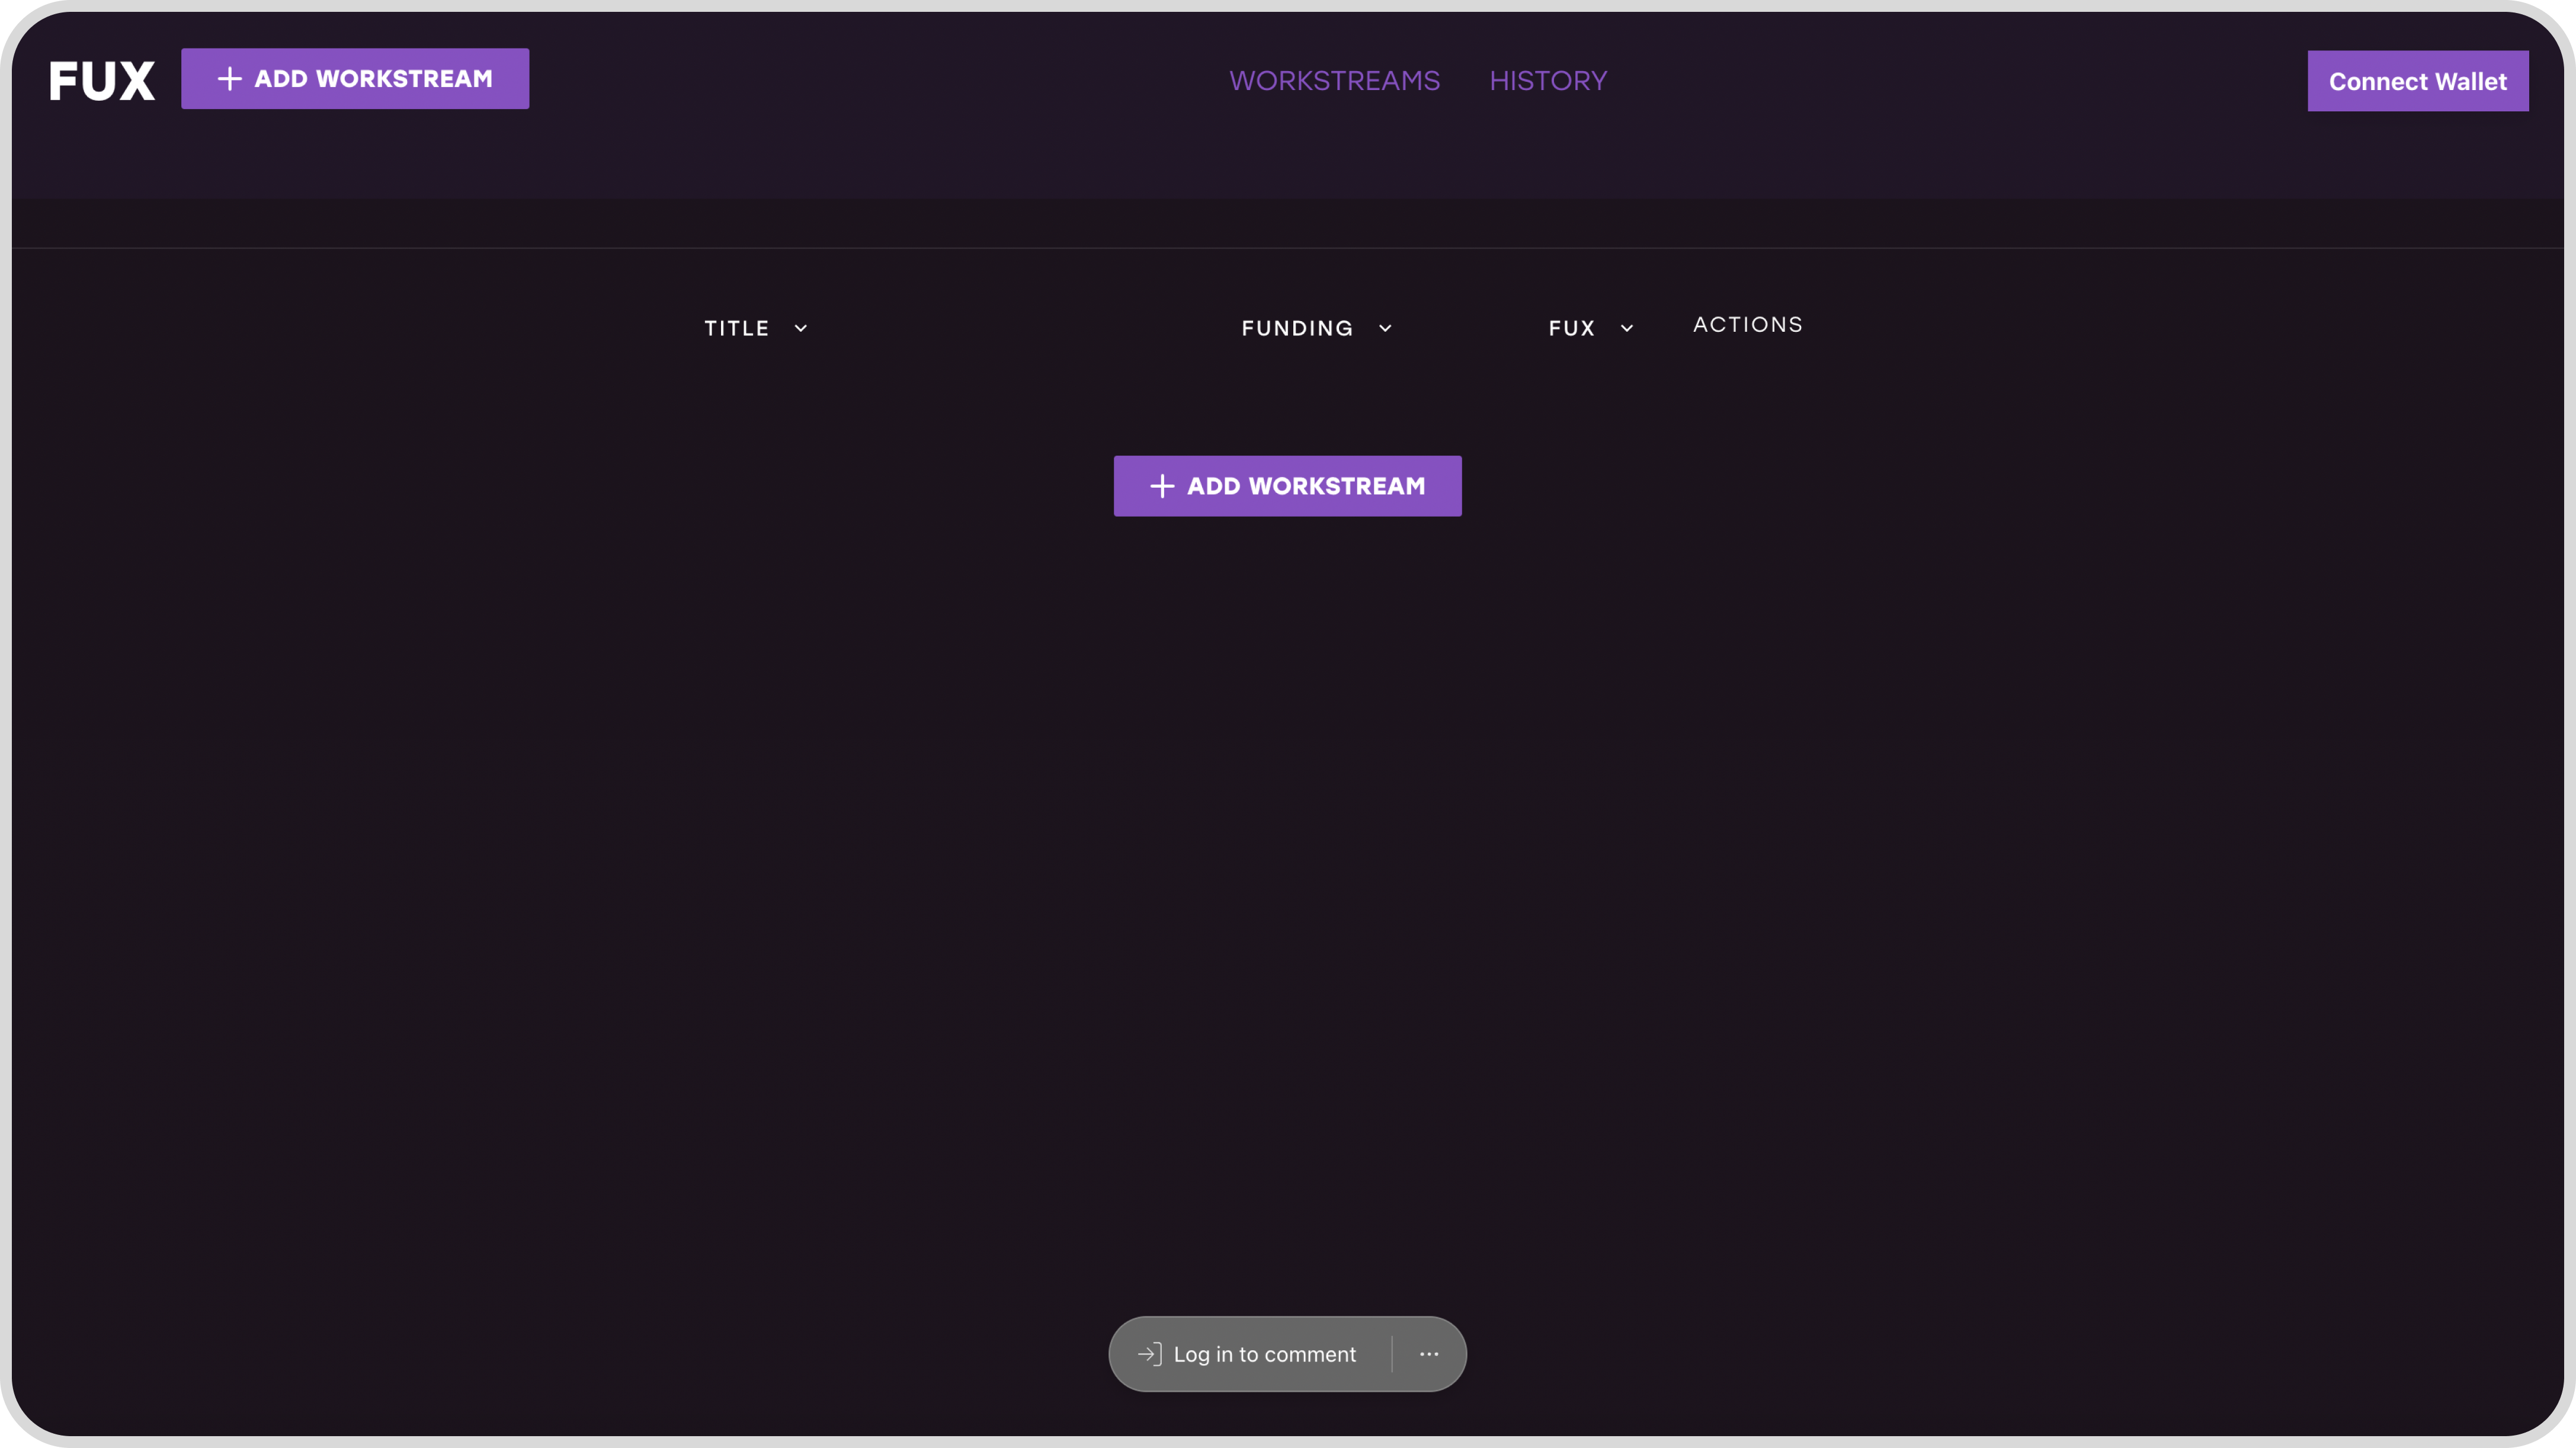 FUX
ADD WORKSTREAM
WORKSTREAMS
HISTORY
Connect Wallet
TITLE
FUNDING
FUX
ACTIONS
ADD WORKSTREAM
Log in to comment